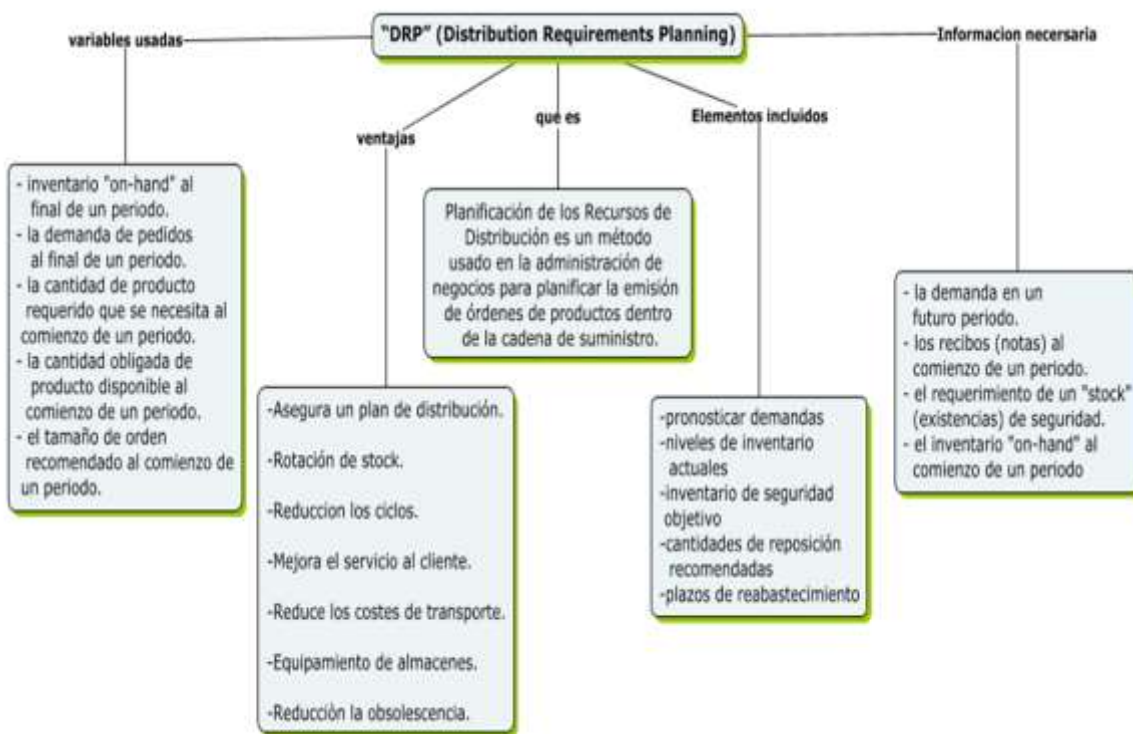 “DRP” (Distribution Requirements Planning)
variables usadas
- inventario "on-hand" al
final de un periodo.
- la demanda de pedidos
al final de un periodo.
- la cantidad de producto
requerido que se necesita al
comienzo de un periodo.
- la cantidad obligada de
producto disponible al
comienzo de un periodo.
- el tamaño de orden
recomendado al comienzo de
un periodo.
ventajas
-Asegura un plan de distribución.
-Rotación de stock.
-Reduccion los ciclos.
-Mejora el servicio al cliente.
-Reduce los costes de transporte.
-Equipamiento de almacenes.
-Reducciòn la obsolescencia.
que es
Planificación de los Recursos de
Distribución es un método
usado en la administración de
negocios para planificar la emisión
de órdenes de productos dentro
de la cadena de suministro.
Elementos incluidos
-pronosticar demandas
-niveles de inventario
actuales
-inventario de seguridad
objetivo
-cantidades de reposición
recomendadas
-plazos de reabastecimiento
Informacion necersaria
- la demanda en un
futuro periodo.
- los recibos (notas) al
comienzo de un periodo.
- el requerimiento de un "stock"
(existencias) de seguridad.
- el inventario "on-hand" al
comienzo de un periodo